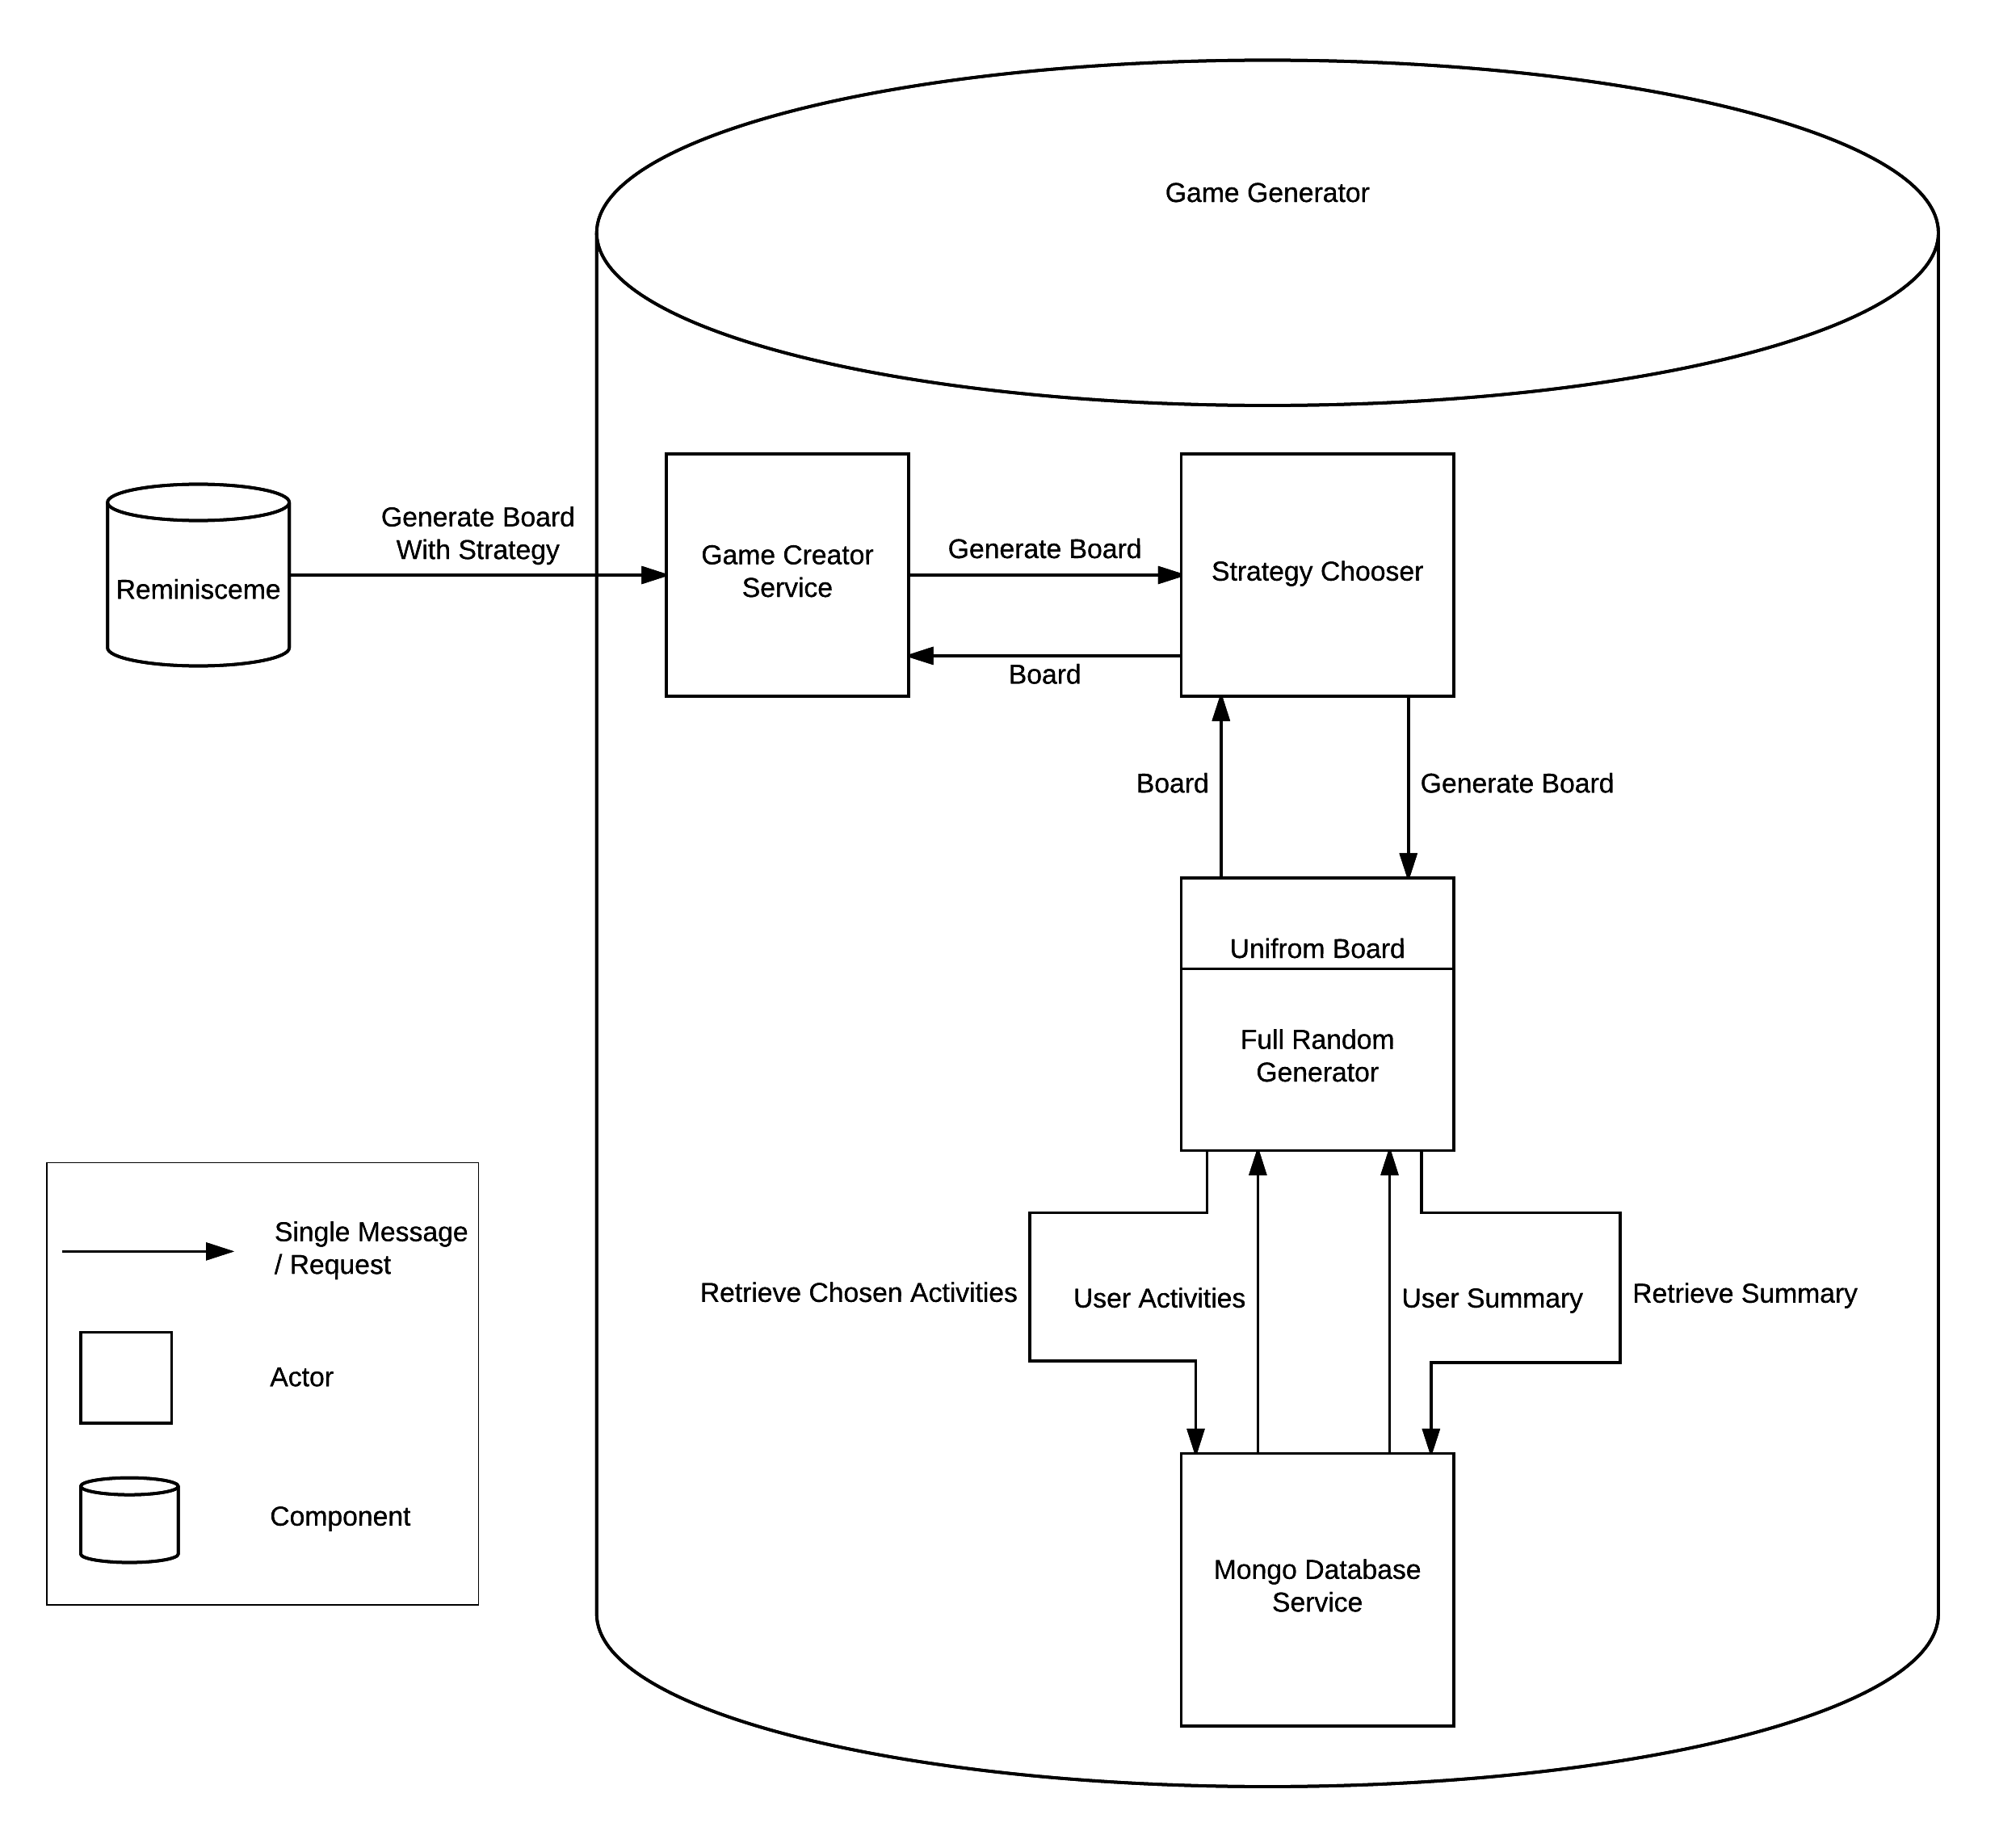 Game Generator
Generate Board
With Strategy
Reminisceme
Game Creator
Service
Generate Board
Strategy Chooser
Board
Board
Generate Board
Unifrom Board
Full Random
Generator
Retrieve Chosen Activities
User Activities
User Summary
Retrieve Summary
Mongo Database
Service
Single Message
/ Request
Actor
Component